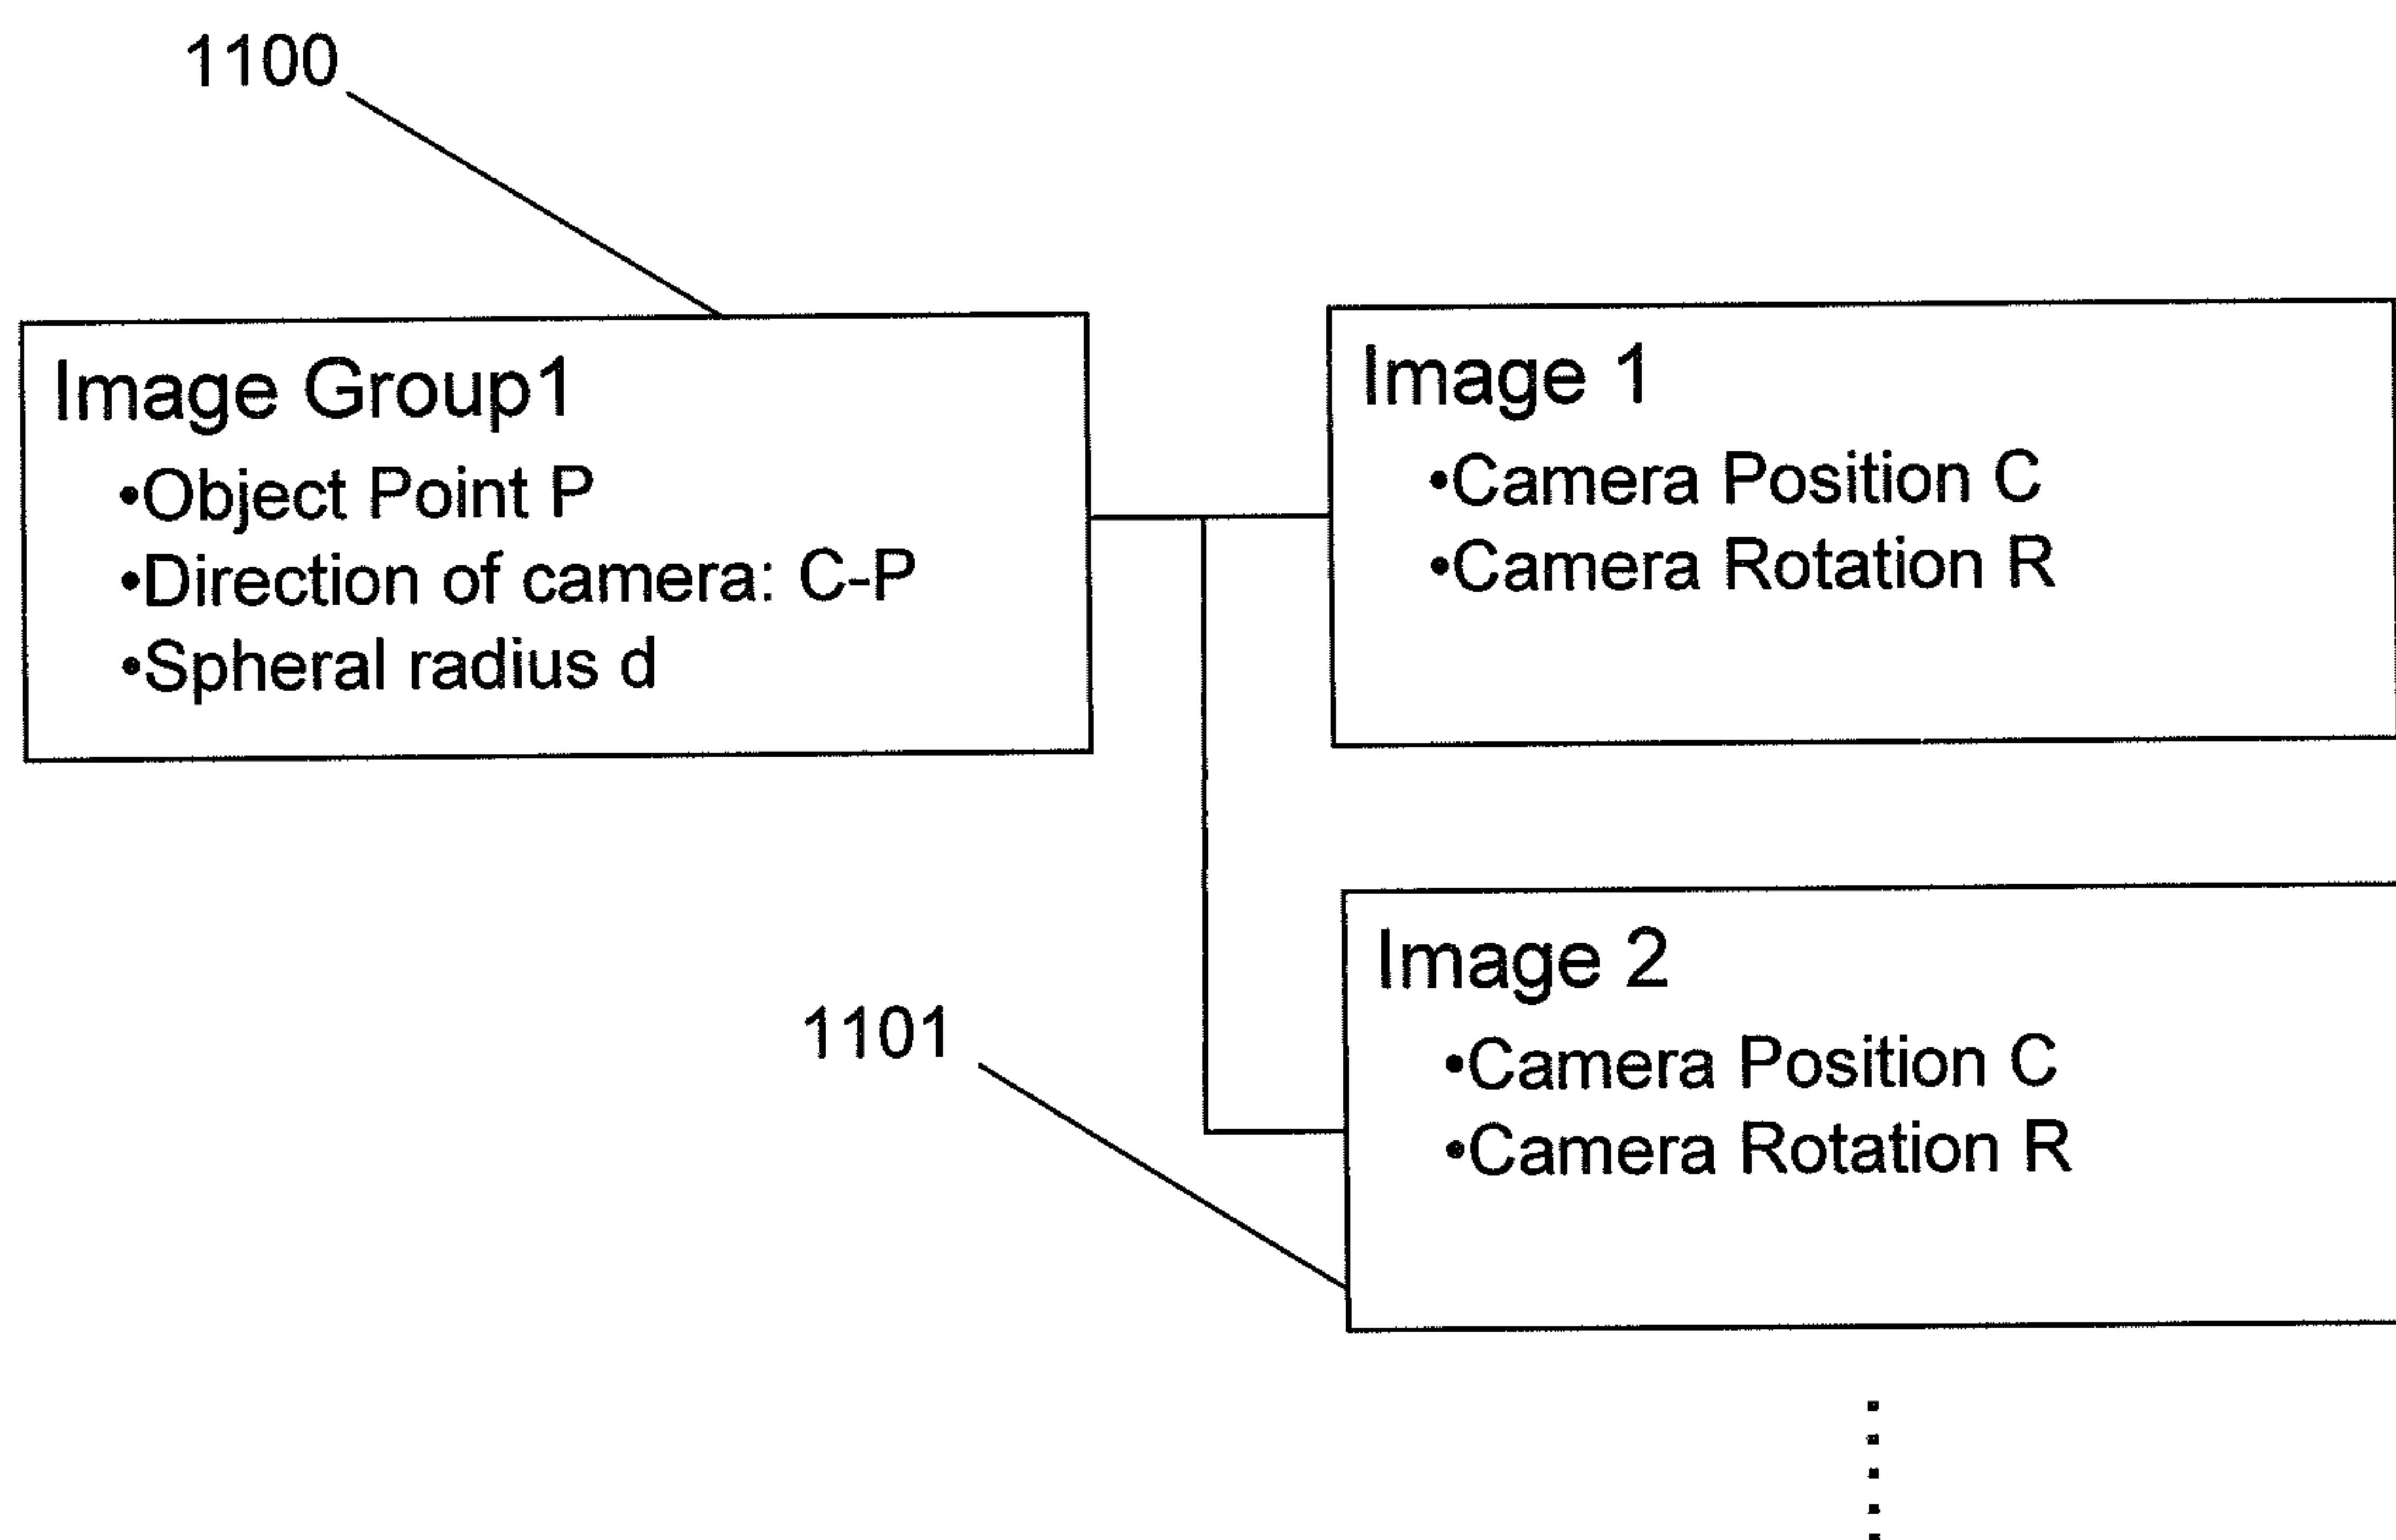 1100
Image Group1
•Object Point P
•Direction of camera: C-P
•Spheral radius d
Image 1
•Camera Position C
•Camera Rotation R
1101
Image 2
•Camera Position C
•Camera Rotation R